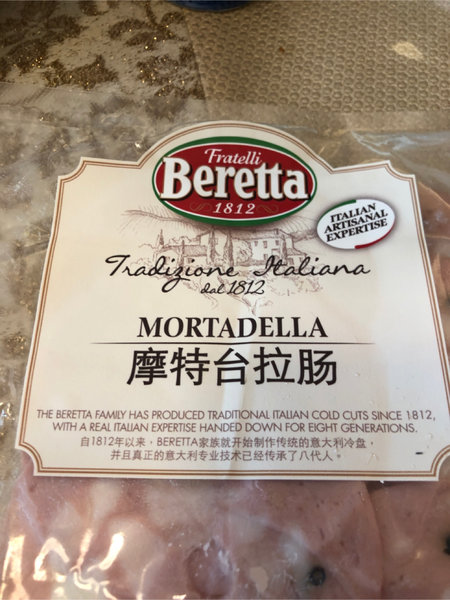 Fratelli
Beretta
1812
ITALIAN
ARTISANAL
EXPERTISE
Tradizione Italiana
dal 1812
MORTADELLA
摩特台拉肠
THE BERETTA FAMILY HAS PRODUCED TRADITIONAL ITALIAN COLD CUTS SINCE 1812,
WITH A REAL ITALIAN EXPERTISE HANDED DOWN FOR EIGHT GENERATIONS.
自1812年以来，BERETTA家族就开始制作传统的意大利冷盘，
并且真正的意大利专业技术已经传承了八代人。